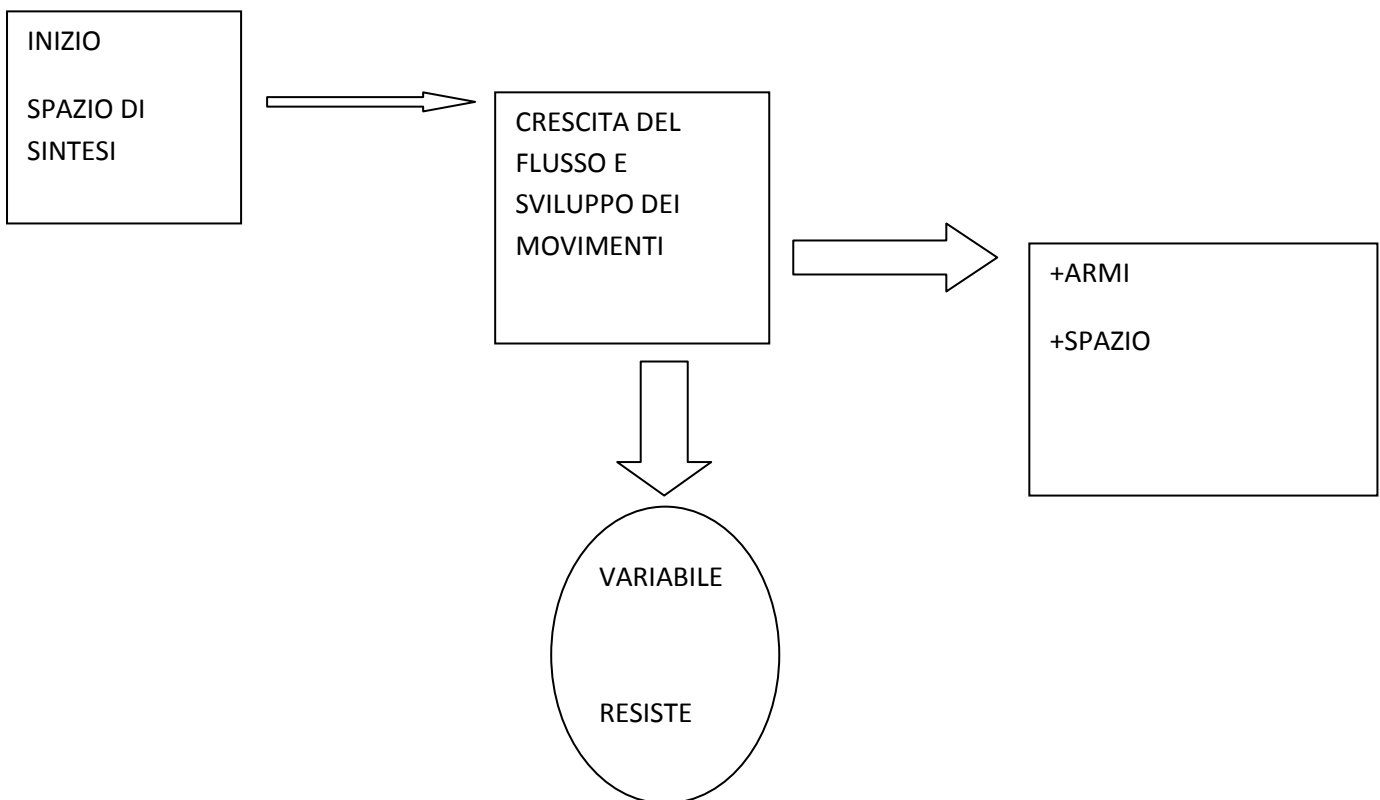 INIZIO
SPAZIO DI
SINTESI
CRESCITA DEL
FLUSSO E
SVILUPPO DEI
MOVIMENTI
+ARMI
+SPAZIO
VARIABILE
RESISTE